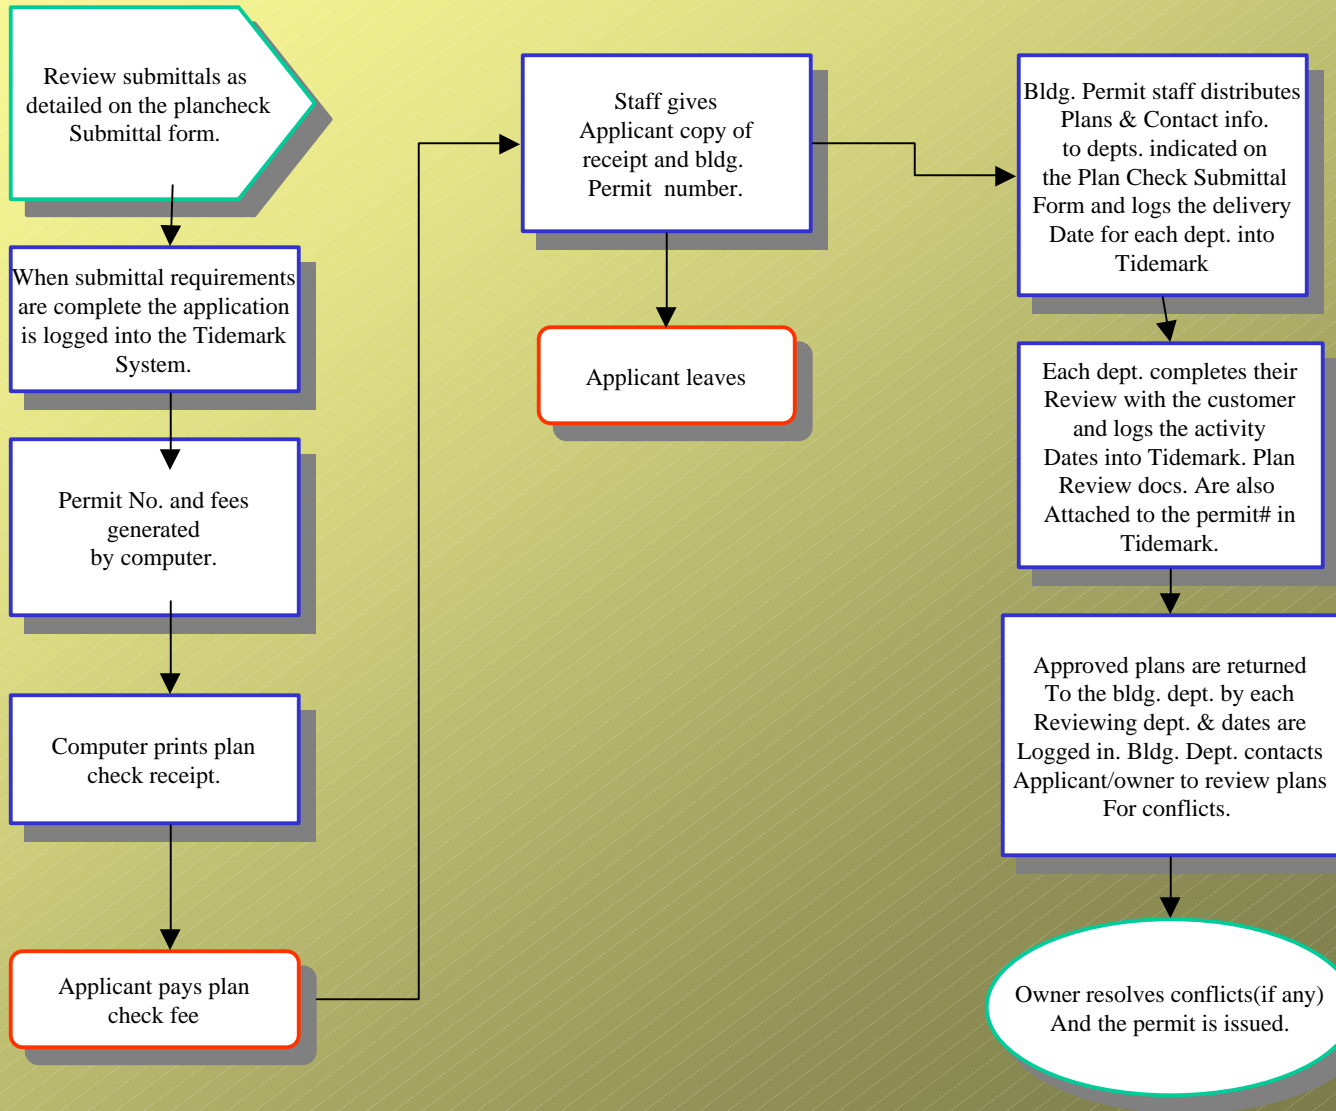 Review submittals as
detailed on the plancheck
Submittal form.
When submittal requirements
are complete the application
is logged into the Tidemark
System.
Permit No. and fees
generated
by computer.
Computer prints plan
check receipt.
Applicant pays plan
check fee
Staff gives
Applicant copy of
receipt and bldg.
Permit number.
Applicant leaves
Bldg. Permit staff distributes
Plans & Contact info.
to depts. indicated on
the Plan Check Submittal
Form and logs the delivery
Date for each dept. into
Tidemark
Each dept. completes their
Review with the customer
and logs the activity
Dates into Tidemark. Plan
Review docs. Are also
Attached to the permit# in
Tidemark.
Approved plans are returned
To the bldg. dept. by each
Reviewing dept. & dates are
Logged in. Bldg. Dept. contacts
Applicant/owner to review plans
For conflicts.
Owner resolves conflicts(if any)
And the permit is issued.